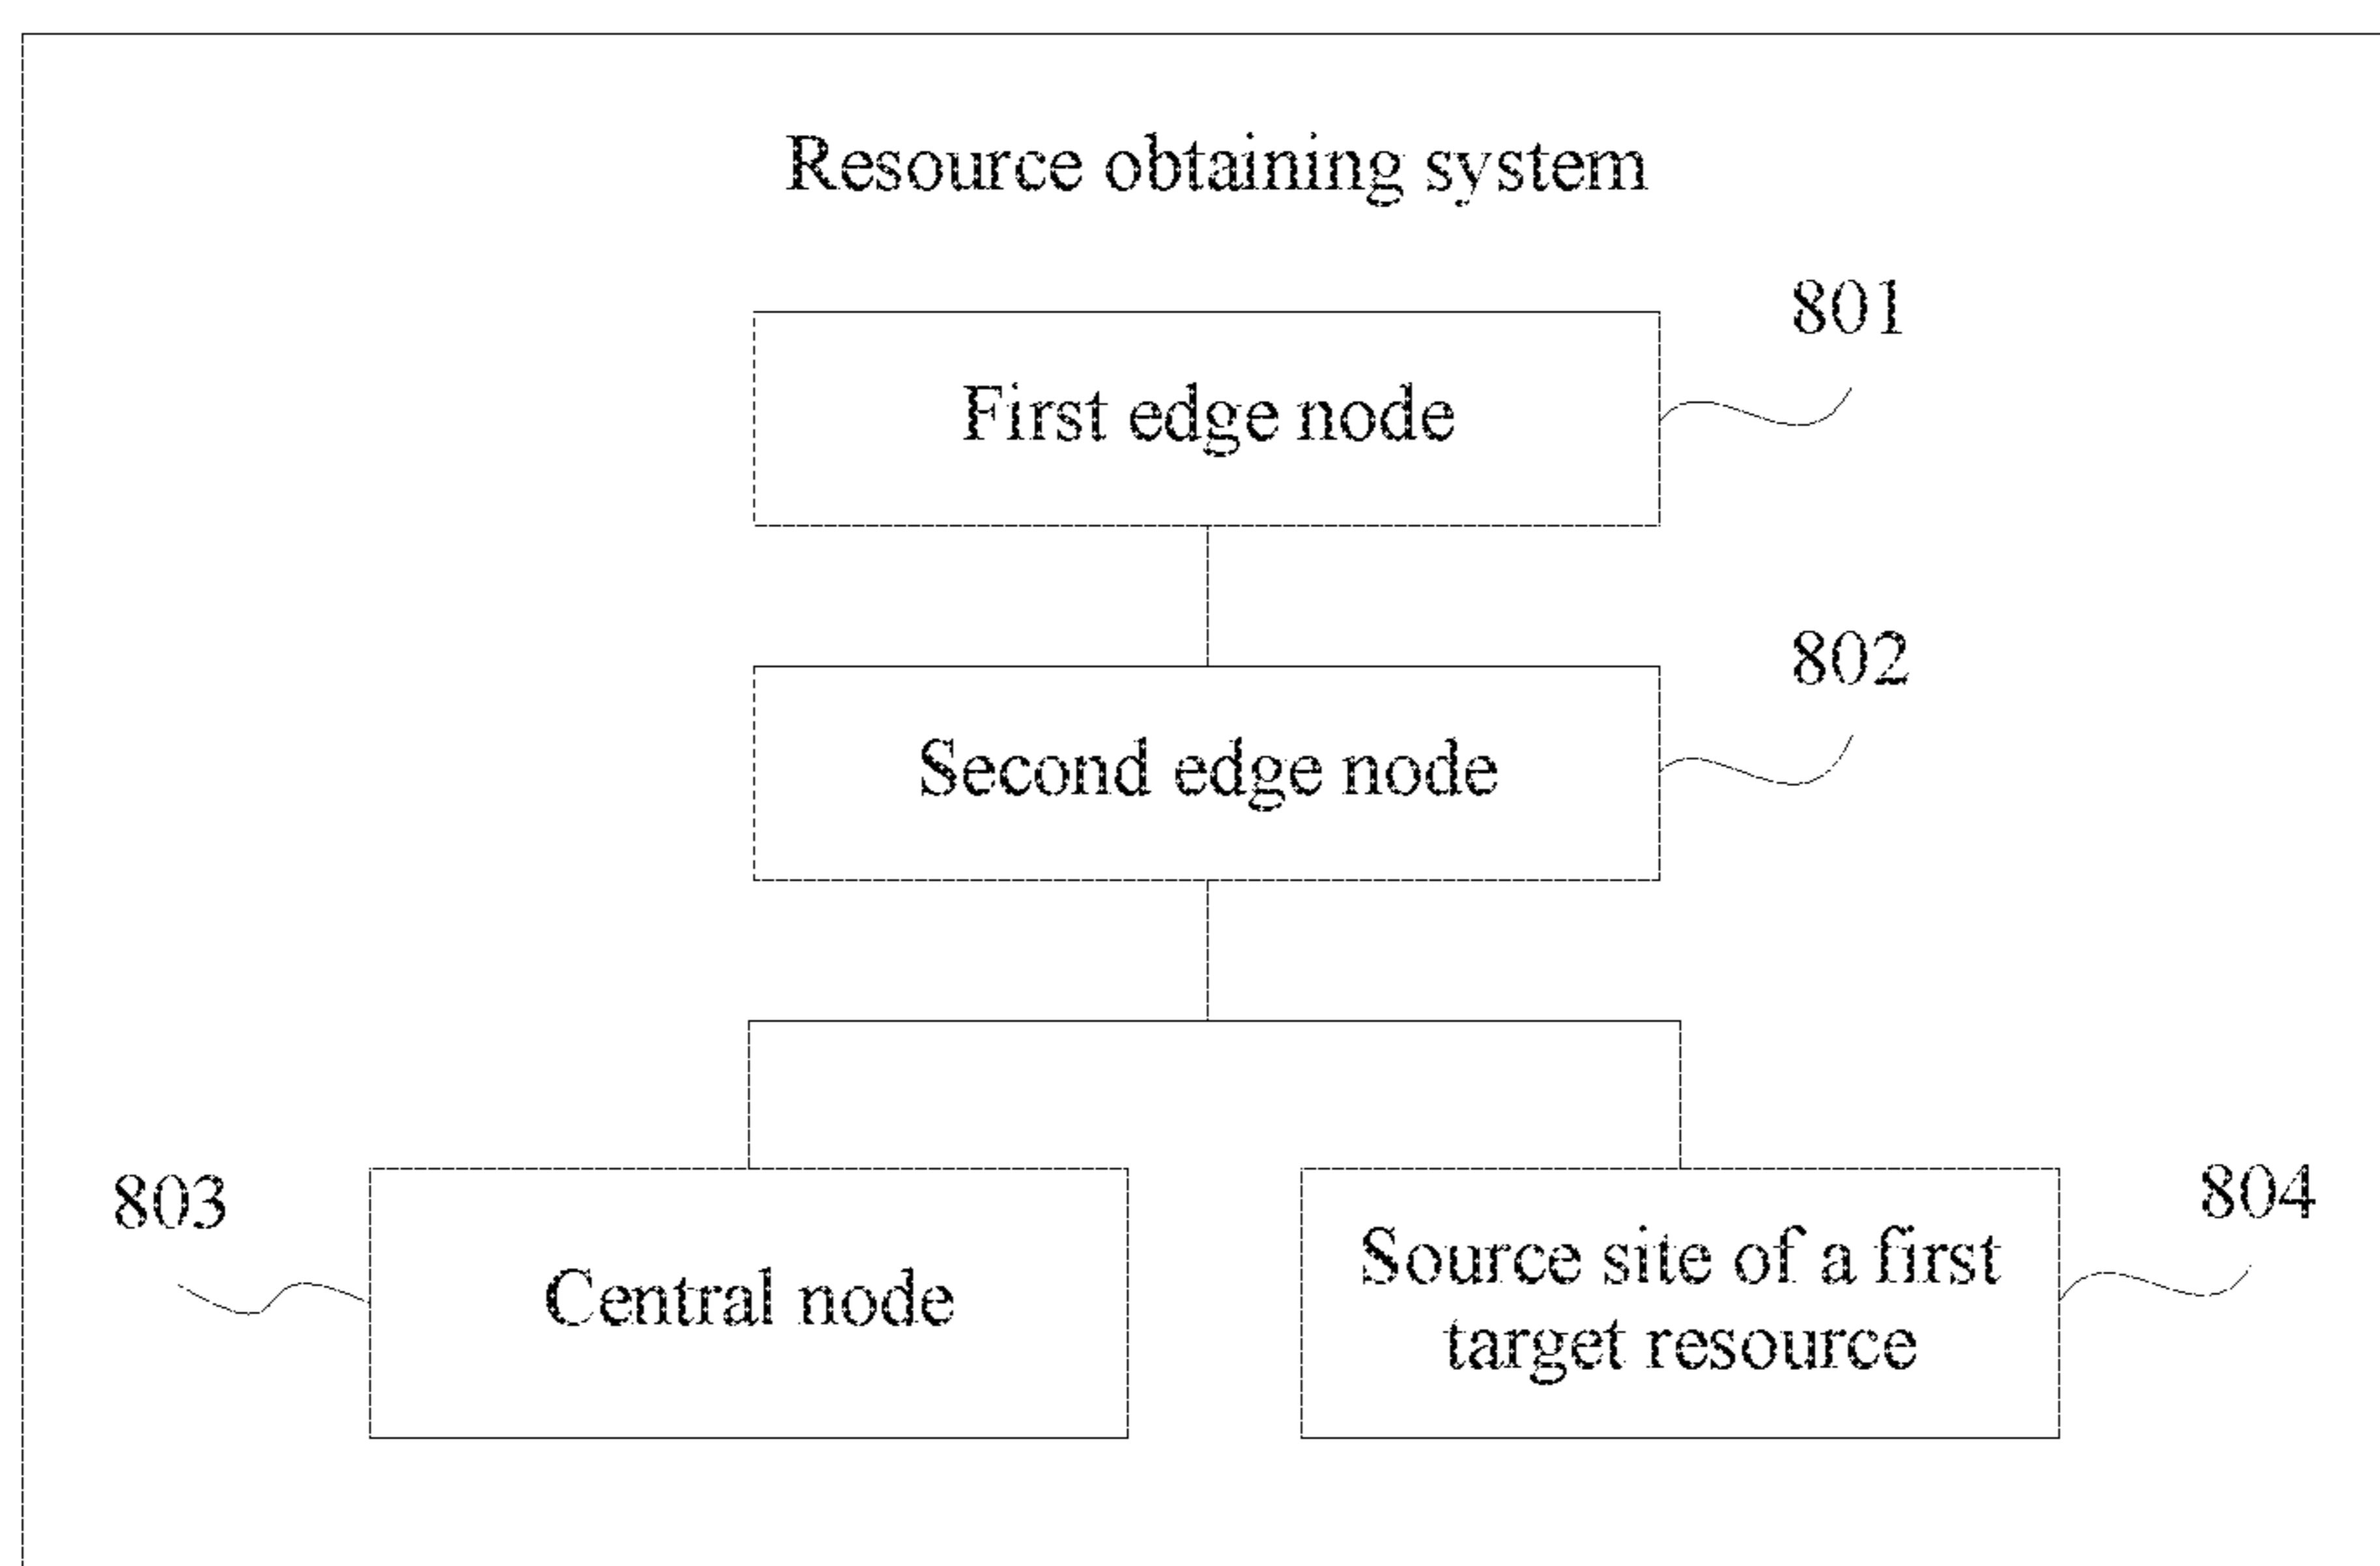 Resource obtaining system
801
First edge node
802
Second edge node
803
Central node
804
Source site of a first
target resource